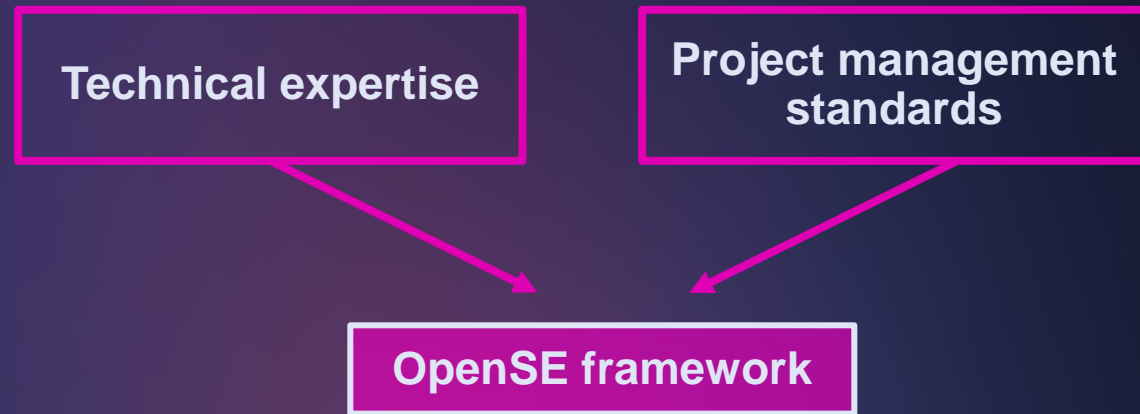 Technical expertise
Project management
standards
OpenSE framework